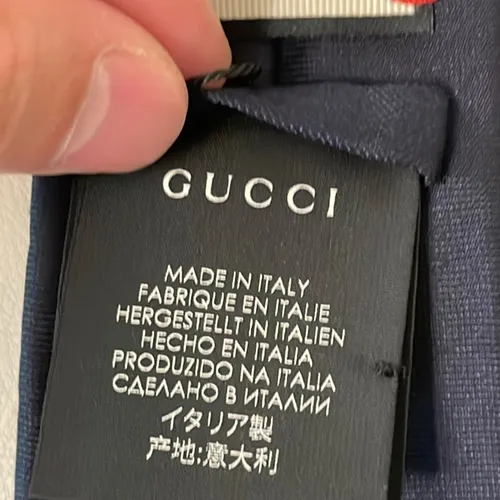 GUCCI
MADE IN ITALY
FABRIQUE EN ITALIE
HERGESTELLT IN ITALIEN
HECHO EN ITALIA
PRODUZIDO NA ITALIA
СДЕЛАНО В ИТАЛИИ
イタリア製
产地:意大利